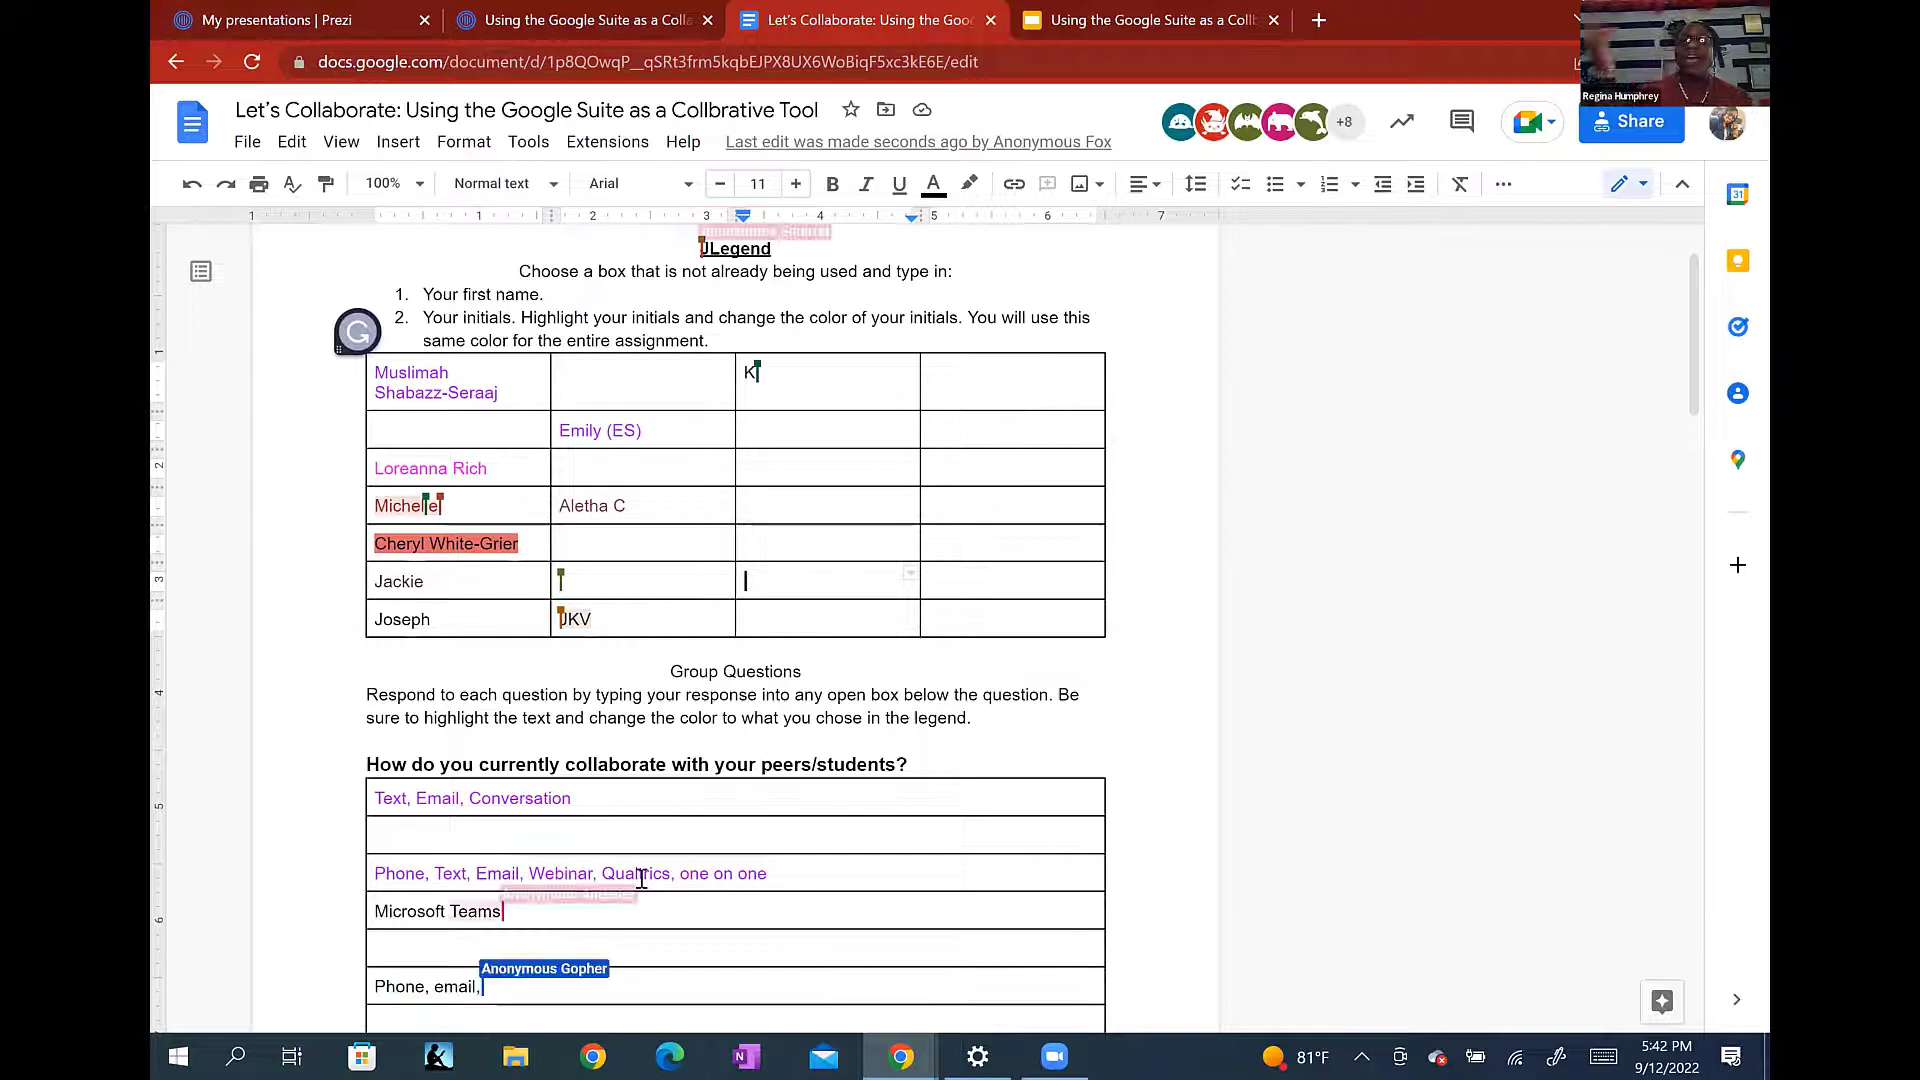 My presentations | Prezi
Using the Google Suite as a Colla
Let's Collaborate: Using the Goo
Using the Google Suite as a Coll
docs.google.com/document/d/1p8QOwqP__qSRt3frm5kqbEJPX8UX6WoBiqF5xc3kE6E/edit
Regina Humphrey
Let's Collaborate: Using the Google Suite as a Collbrative Tool
+8
Share
File Edit View Insert Format Tools Extensions Help Last edit was made seconds ago by Anonymous Fox
100% Normal text Arial 11
1 1 2 3 4 5 6 7
JLegend
Choose a box that is not already being used and type in:
1. Your first name.
2. Your initials. Highlight your initials and change the color of your initials. You will use this
same color for the entire assignment.
Muslimah
Shabazz-Seraaj
K
Emily (ES)
Loreanna Rich
Michelle
Aletha C
Cheryl White-Grier
Jackie
Joseph
JKV
Group Questions
Respond to each question by typing your response into any open box below the question. Be
sure to highlight the text and change the color to what you chose in the legend.
How do you currently collaborate with your peers/students?
Text, Email, Conversation
Phone, Text, Email, Webinar, Qualtrics, one on one
Microsoft Teams
Anonymous Gopher
Phone, email,
81°F
5:42 PM
9/12/2022